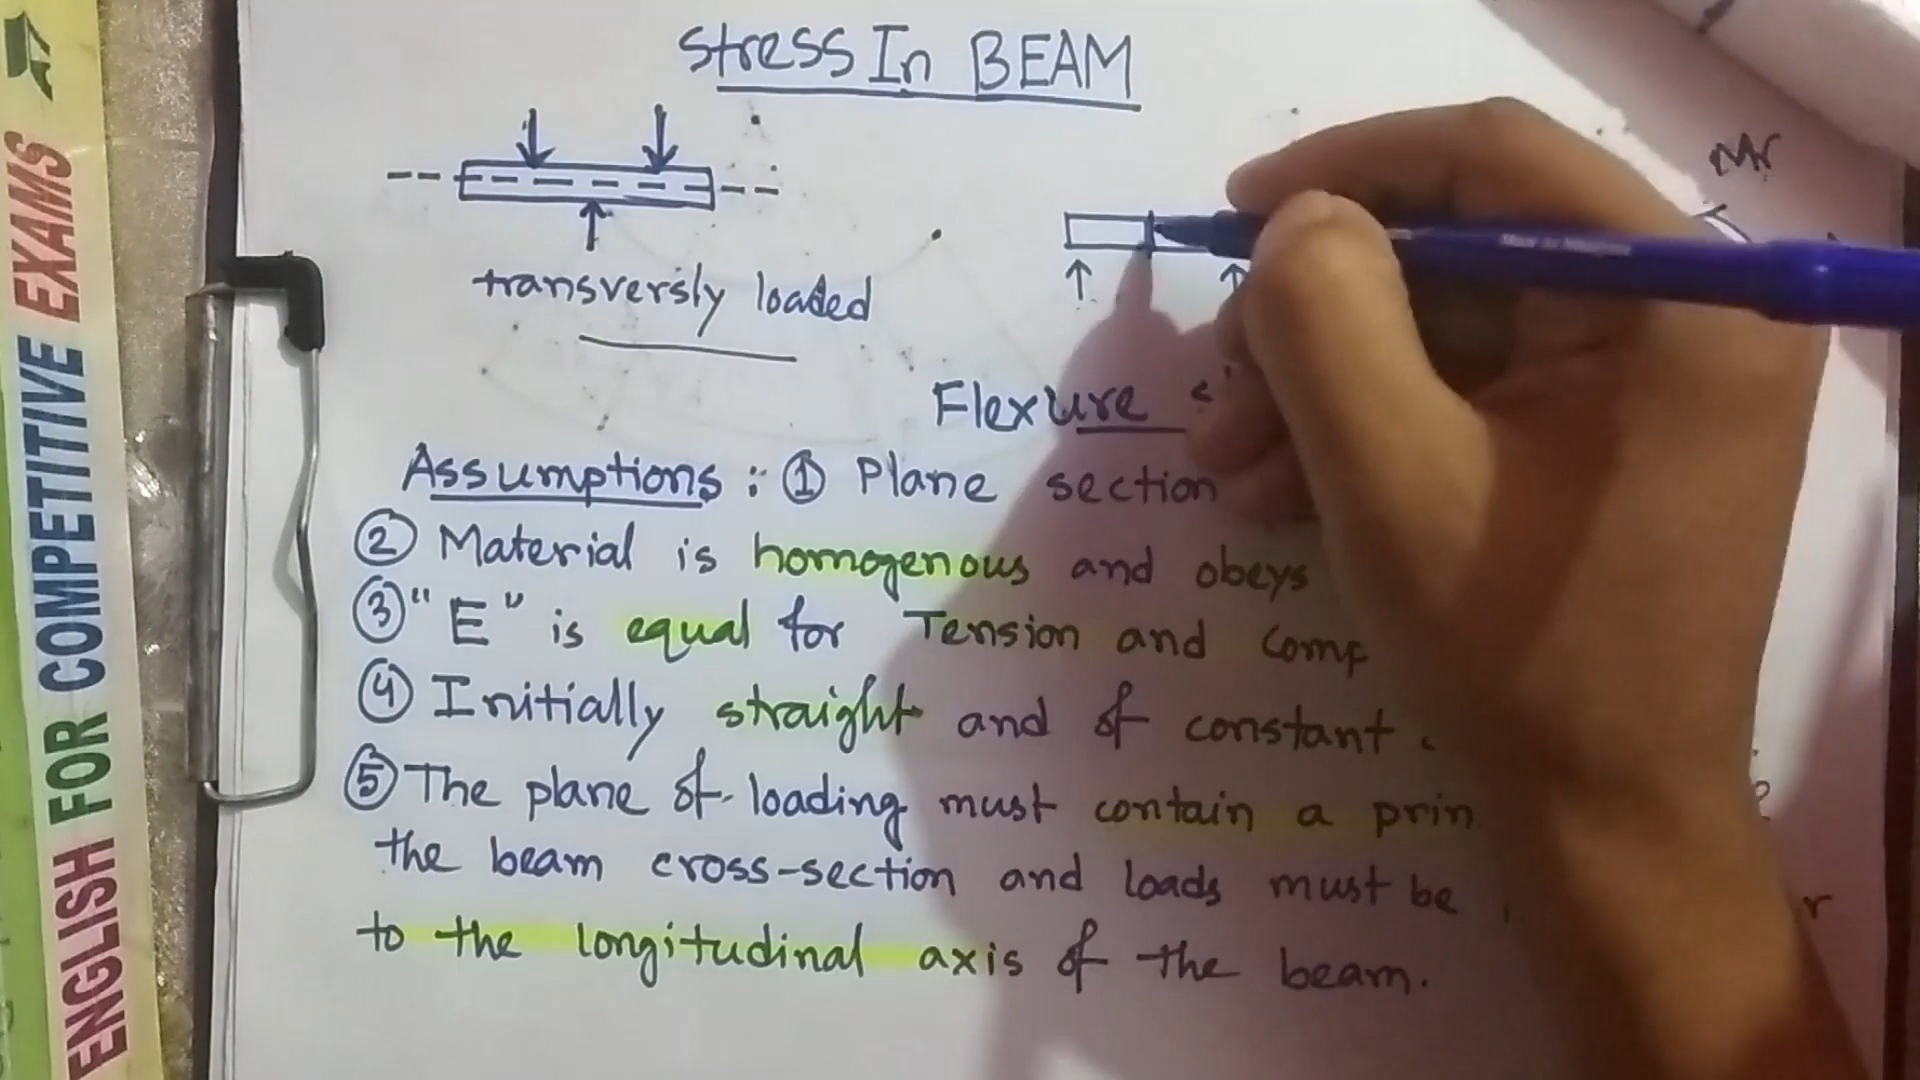 Stress In BEAM
Mr
transversly loaded
Flexure
Assumptions : ① Plane section
② Material is homogenous and obeys
③ "E" is equal for Tension and comp
④ Initially straight and of constant
⑤ The plane of loading must contain a prin
the beam cross-section and loads must be
r
to the longitudinal axis of the beam.
ENGLISH FOR COMPETITIVE EXAMS